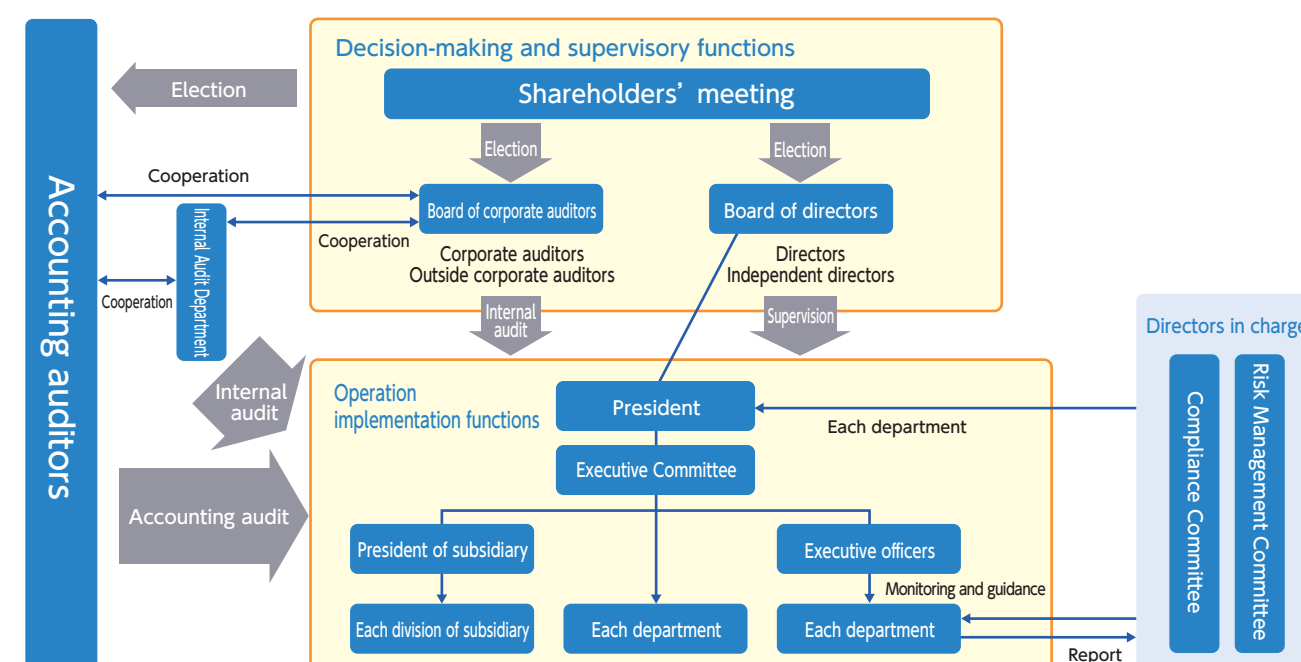 Decision-making and supervisory functions
Shareholders’ meeting
Election
Election
Election
Accounting auditors
Cooperation
Board of corporate auditors
Board of directors
Internal Audit Department
Cooperation
Corporate auditors
Outside corporate auditors
Directors
Independent directors
Cooperation
Internal
audit
Supervision
Directors in charge
Compliance Committee
Risk Management Committee
Internal
audit
Operation
implementation functions
President
Each department
Executive Committee
Accounting audit
President of subsidiary
Executive officers
Monitoring and guidance
Each division of subsidiary
Each department
Each department
Report